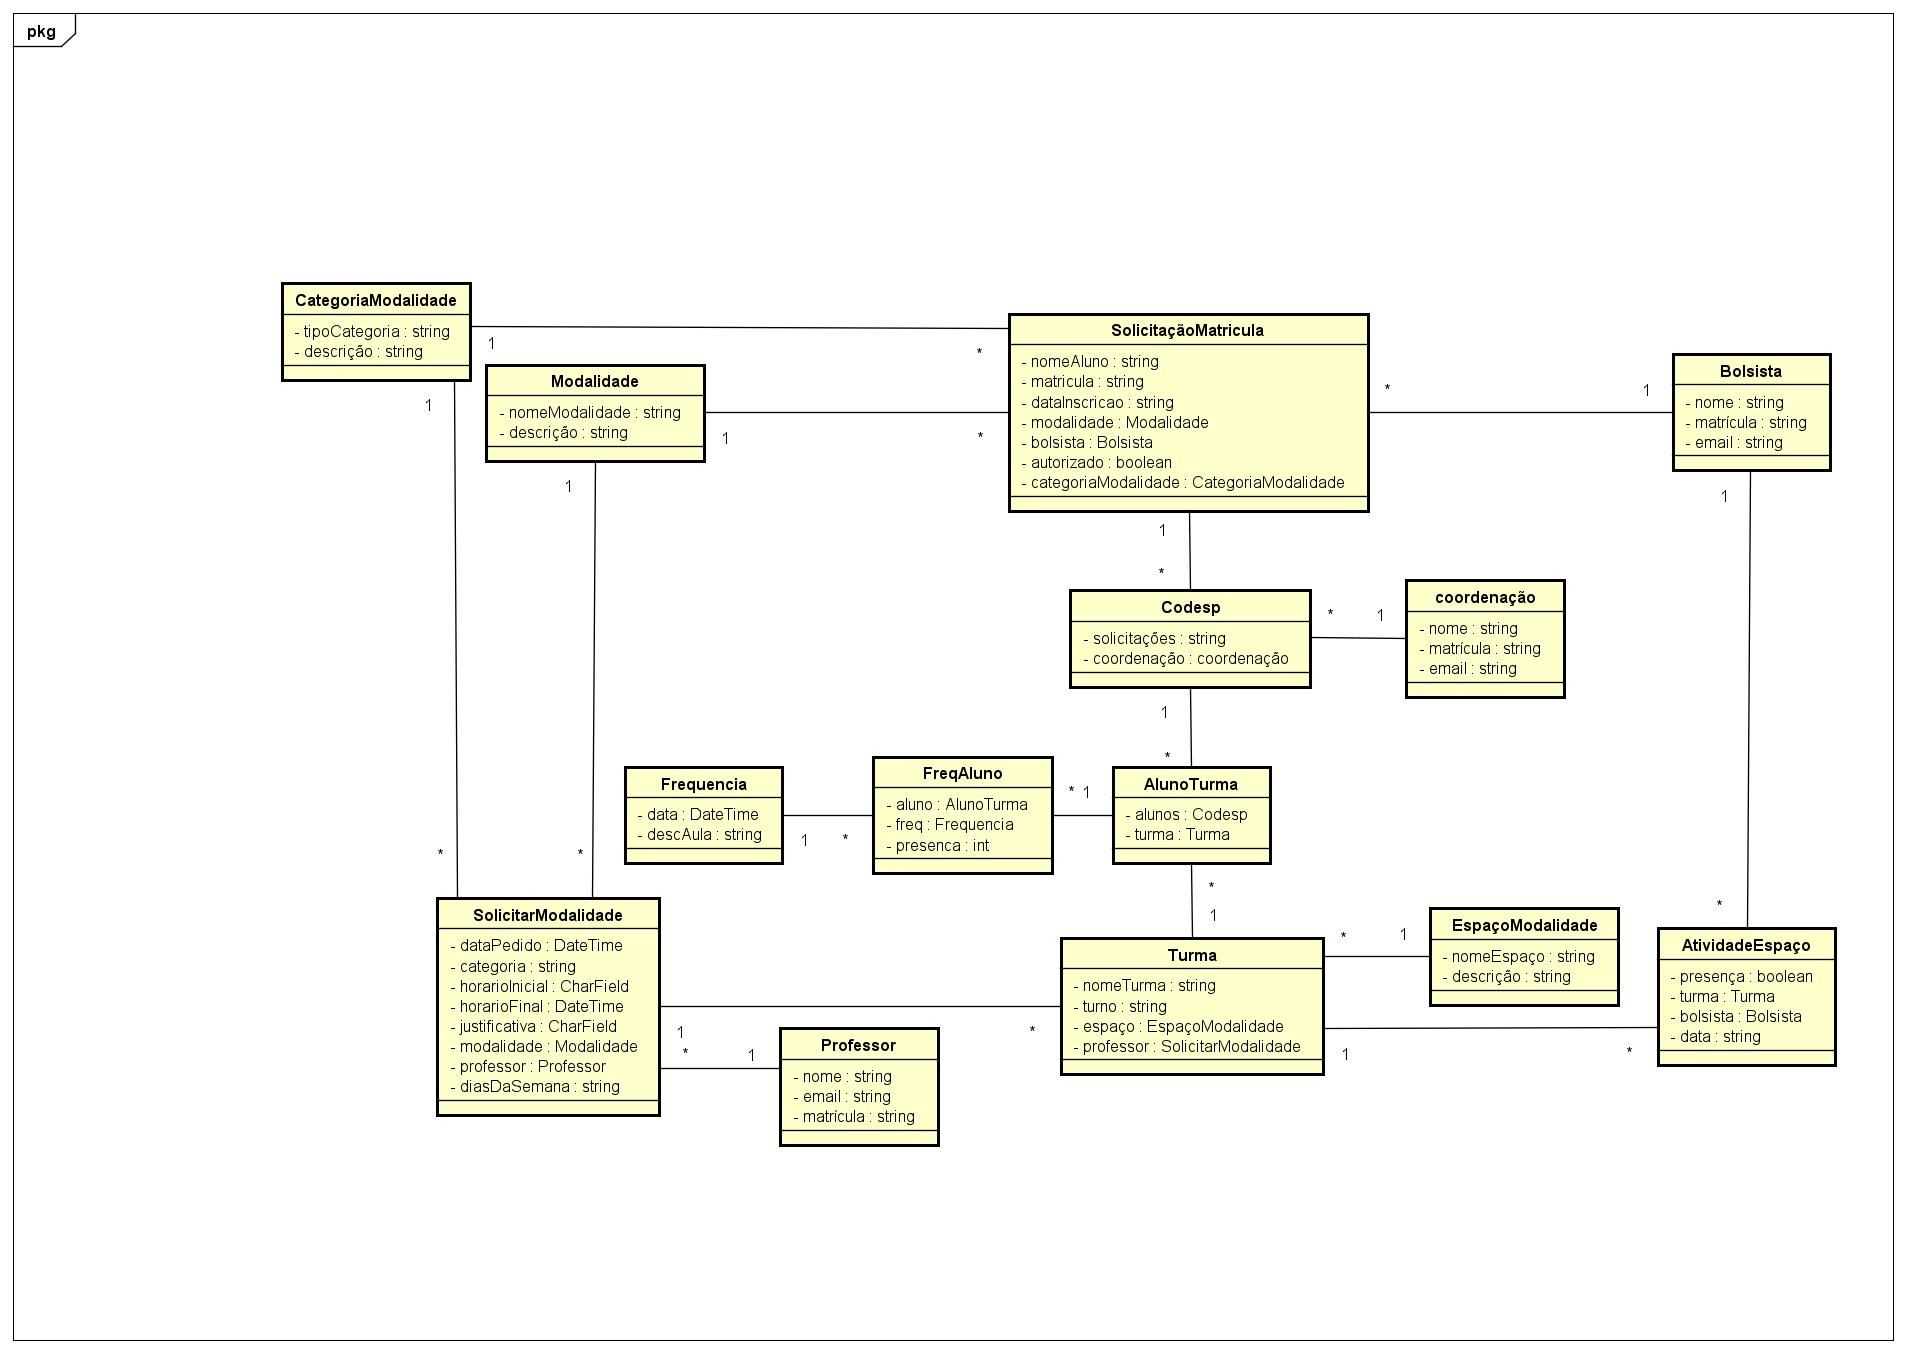 pkg
CategoriaModalidade
- tipoCategoria : string
- descrição : string
1
*
1
*
Modalidade
- nomeModalidade : string
- descrição : string
1
*
1
*
SolicitaçãoMatricula
- nomeAluno : string
- matricula : string
- dataInscricao : string
- modalidade : Modalidade
- bolsista : Bolsista
- autorizado : boolean
- categoriaModalidade : CategoriaModalidade
*
1
Bolsista
- nome : string
- matrícula : string
- email : string
1
*
1
*
Codesp
- solicitações : string
- coordenação : coordenação
*
1
coordenação
- nome : string
- matrícula : string
- email : string
1
*
Frequencia
- data : DateTime
- descAula : string
1
*
FreqAluno
- aluno : AlunoTurma
- freq : Frequencia
- presenca : int
*
1
AlunoTurma
- alunos : Codesp
- turma : Turma
*
1
SolicitarModalidade
- dataPedido : DateTime
- categoria : string
- horarioInicial : CharField
- horarioFinal : DateTime
- justificativa : CharField
- modalidade : Modalidade
- professor : Professor
- diasDaSemana : string
1
*
*
1
Professor
- nome : string
- email : string
- matrícula : string
Turma
- nomeTurma : string
- turno : string
- espaço : EspaçoModalidade
- professor : SolicitarModalidade
*
1
EspaçoModalidade
- nomeEspaço : string
- descrição : string
1
*
AtividadeEspaço
- presença : boolean
- turma : Turma
- bolsista : Bolsista
- data : string